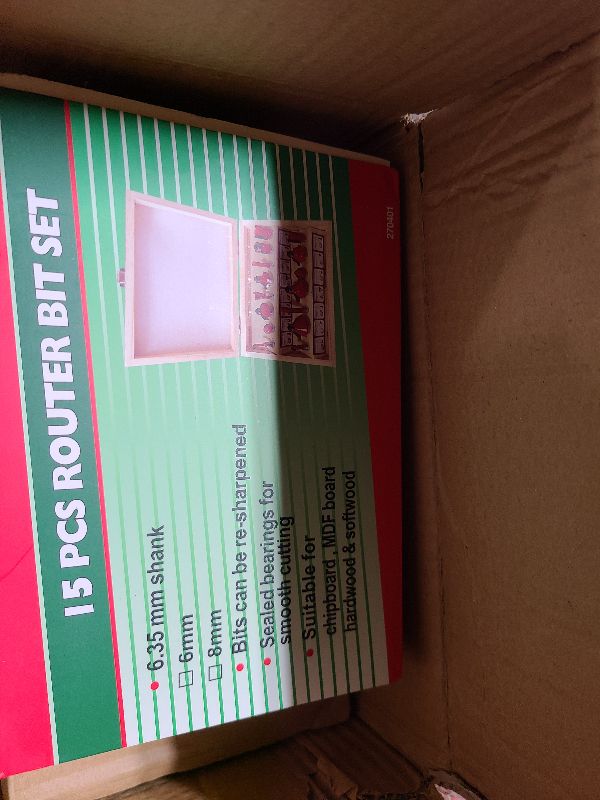 15 PCS ROUTER BIT SET
• 6.35 mm shank
☐ 6mm
☐ 8mm
• Bits can be re-sharpened
• Sealed bearings for
smooth cutting
• Suitable for
chipboard , MDF board
hardwood & softwood
270401